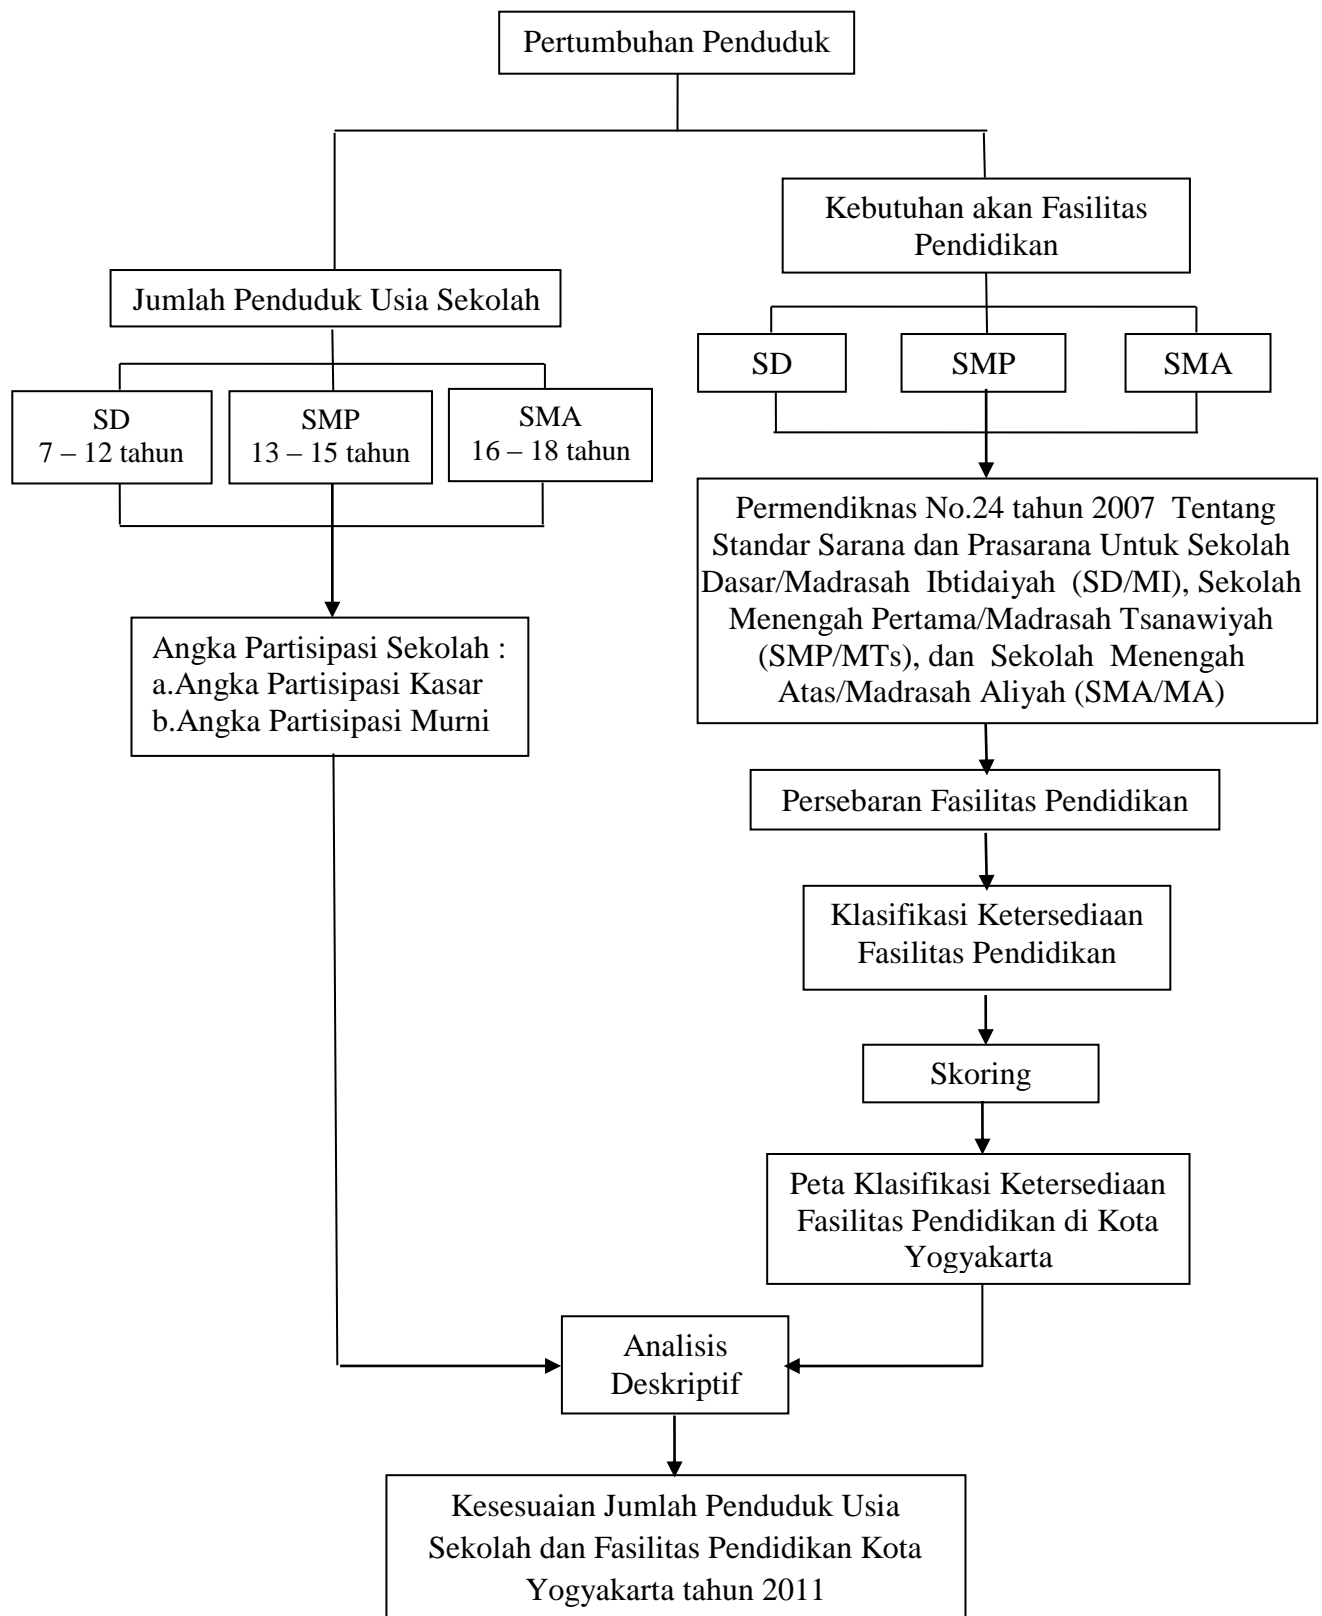 Pertumbuhan Penduduk
Kebutuhan akan Fasilitas
Pendidikan
Jumlah Penduduk Usia Sekolah
SD
SMP
SMA
SD
7 – 12 tahun
SMP
13 – 15 tahun
SMA
16 – 18 tahun
Permendiknas No.24 tahun 2007 Tentang
Standar Sarana dan Prasarana Untuk Sekolah
Dasar/Madrasah Ibtidaiyah (SD/MI), Sekolah
Menengah Pertama/Madrasah Tsanawiyah
(SMP/MTs), dan Sekolah Menengah
Atas/Madrasah Aliyah (SMA/MA)
Angka Partisipasi Sekolah :
a.Angka Partisipasi Kasar
b.Angka Partisipasi Murni
Persebaran Fasilitas Pendidikan
Klasifikasi Ketersediaan
Fasilitas Pendidikan
Skoring
Peta Klasifikasi Ketersediaan
Fasilitas Pendidikan di Kota
Yogyakarta
Analisis
Deskriptif
Kesesuaian Jumlah Penduduk Usia
Sekolah dan Fasilitas Pendidikan Kota
Yogyakarta tahun 2011